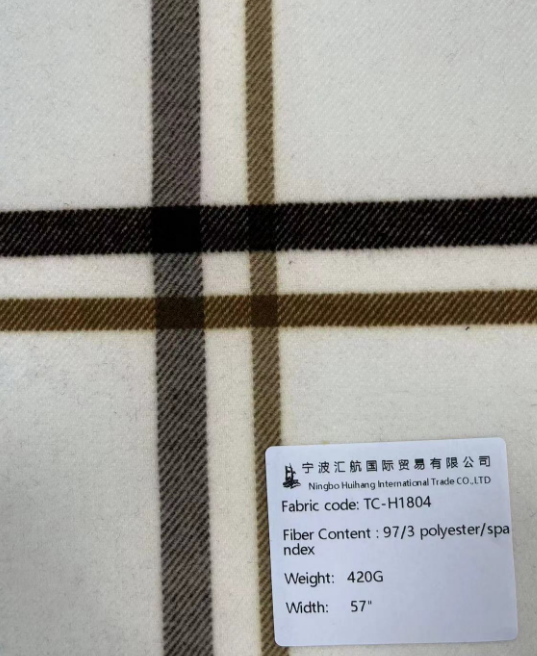 宁波汇航国际贸易有限公司
Ningbo Huihang International Trade CO.,LTD
Fabric code: TC-H1804
Fiber Content : 97/3 polyester/spa
ndex
Weight: 420G
Width: 57"